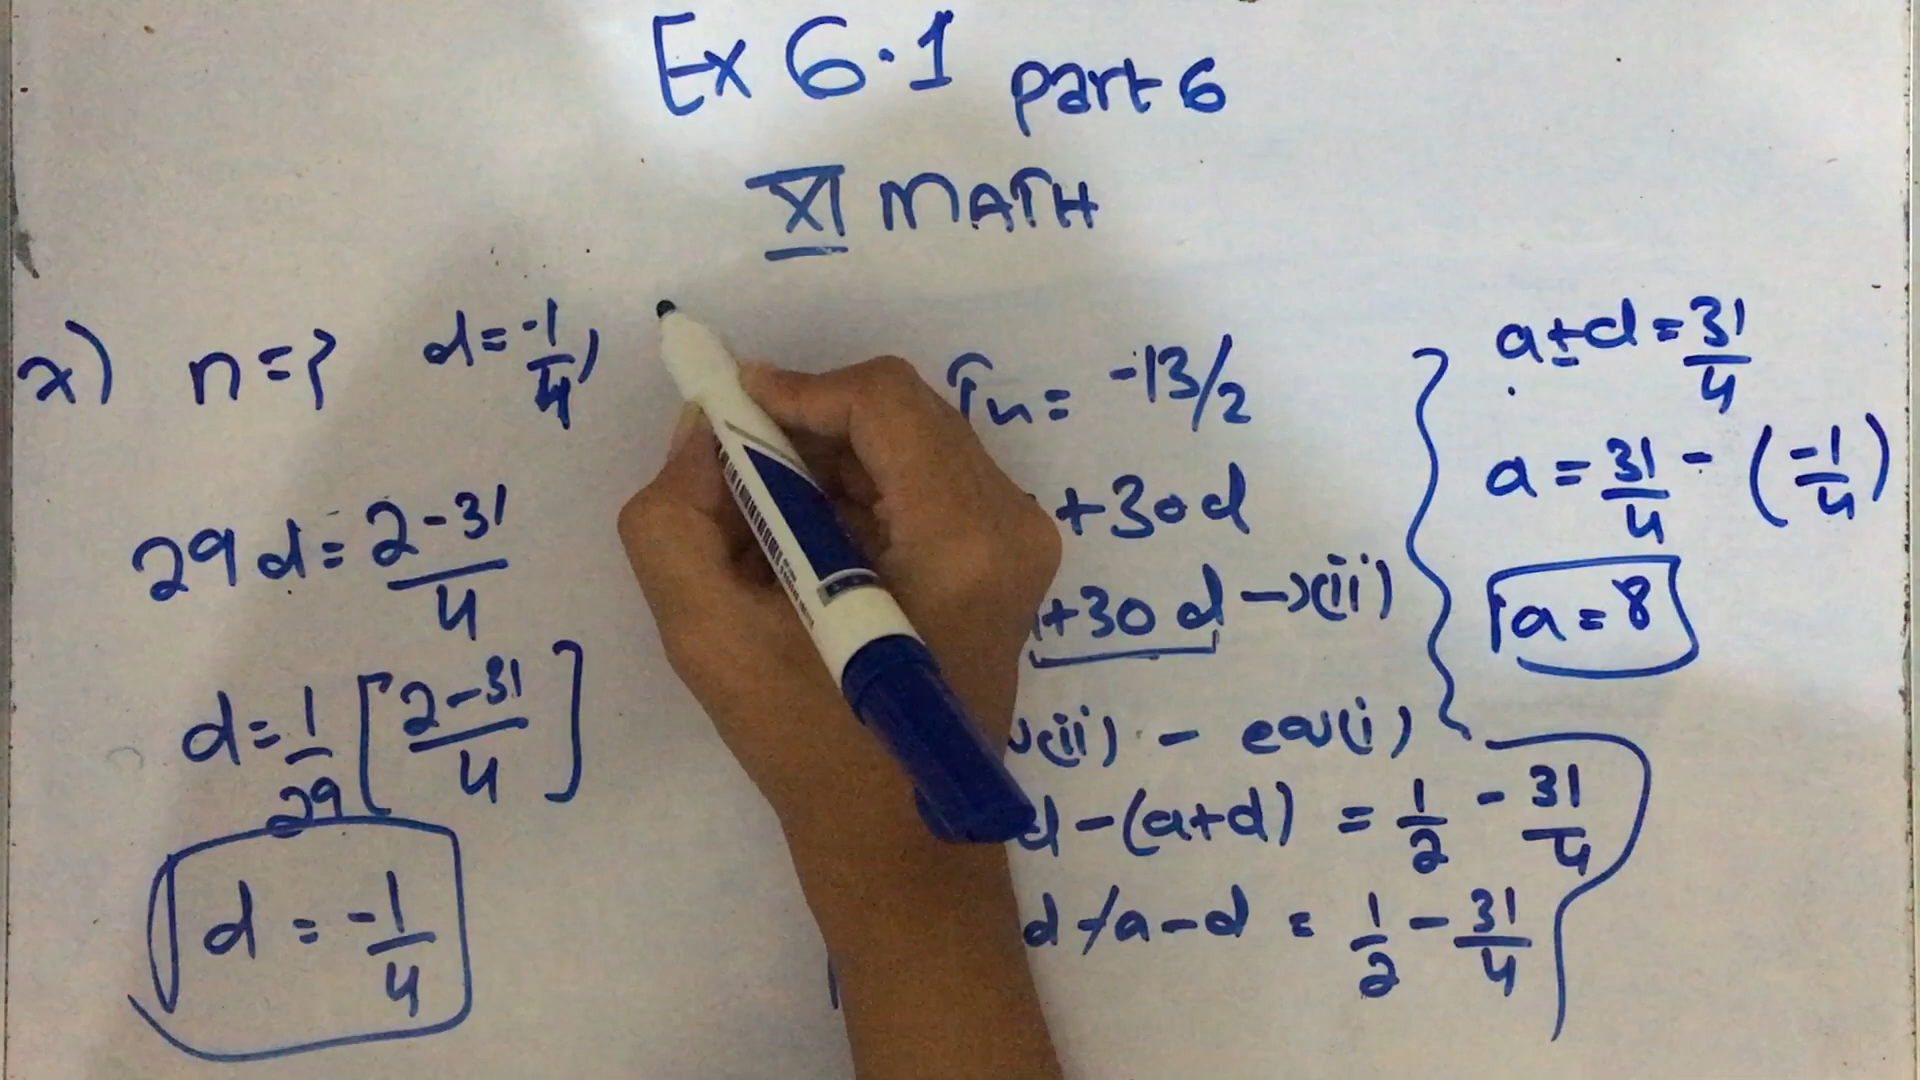 Ex 6.1 part 6
XI MATH
x) n=? d=-1/4,
Tn= -13/2
29d=2-31/4
+30d
+30d→(ii)
d=1/29[2-31/4]
(ii) - eq(i)
d-(a+d) = 1/2 - 31/4
d=-1/4
d-a-d = 1/2-31/4
a+d=31/4
a=31/4-(-1/4)
a=8